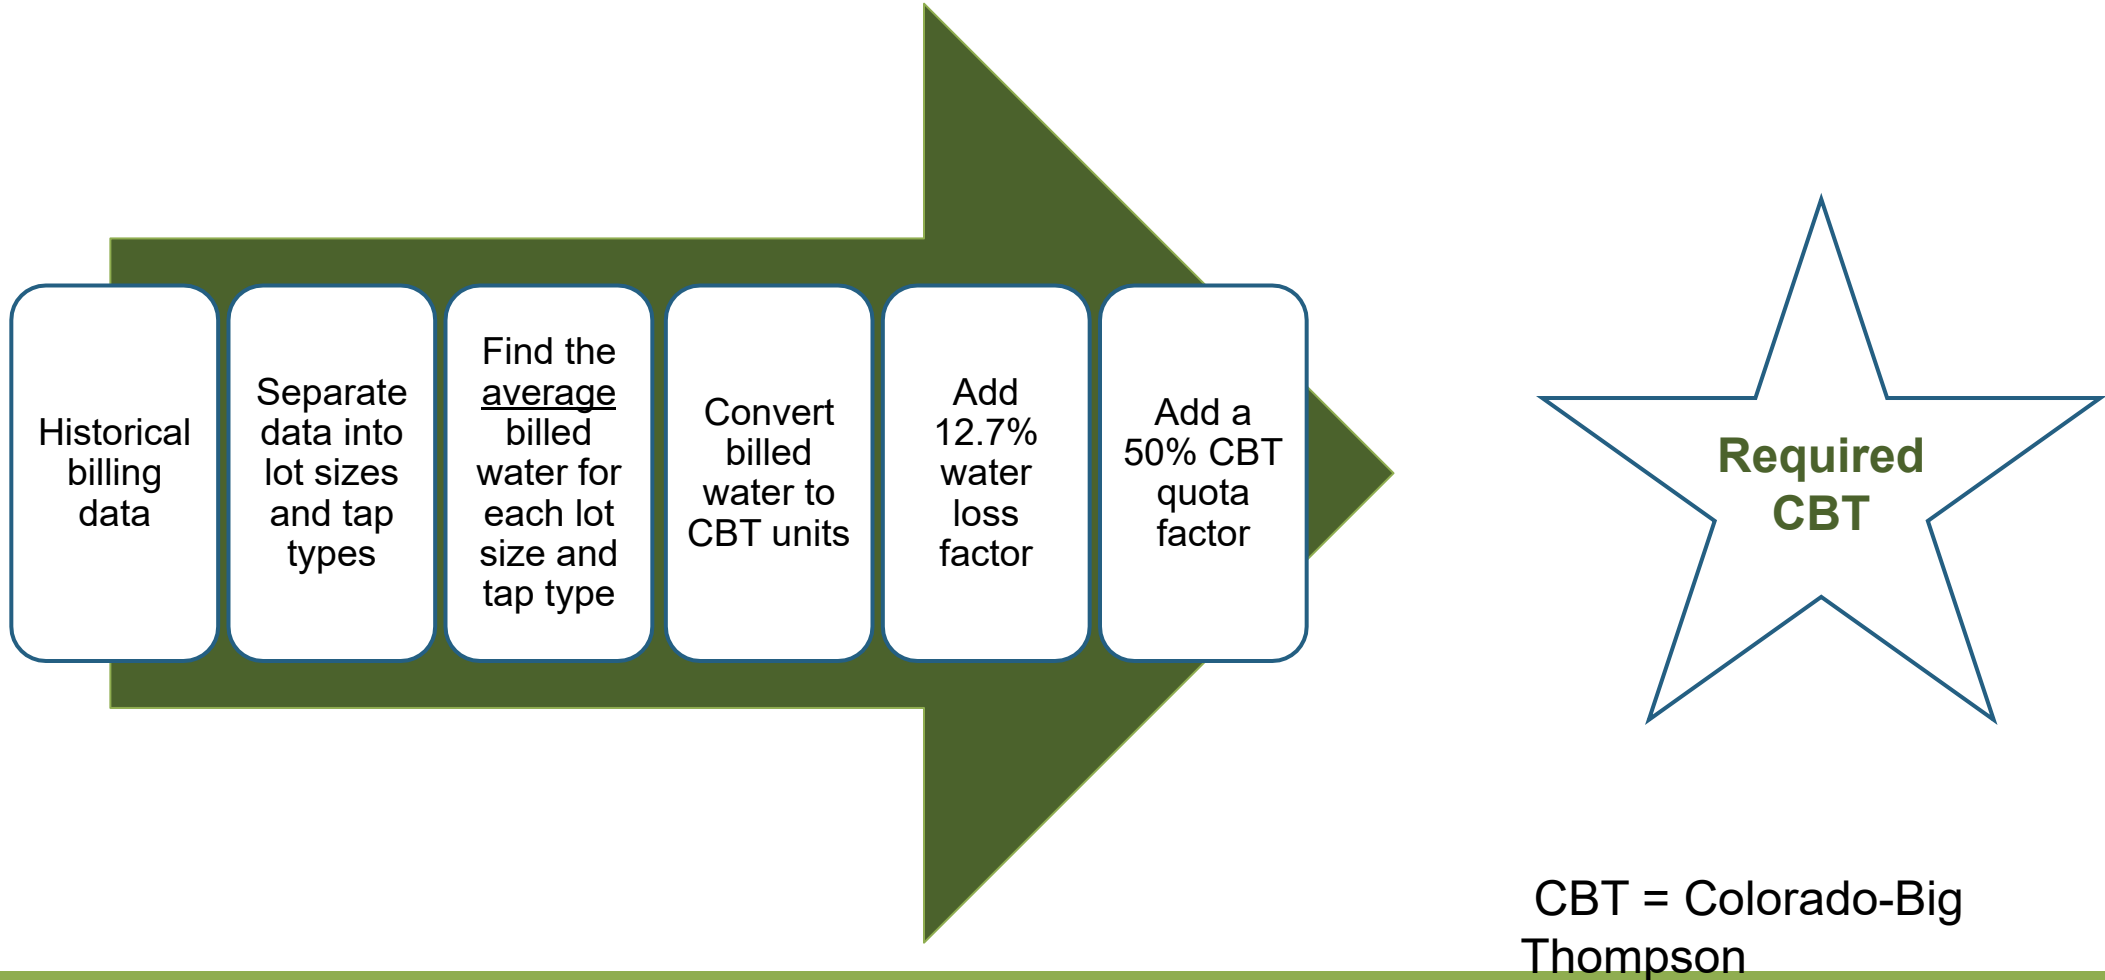 Historical
billing
data
Separate
data into
lot sizes
and tap
types
Find the
average
billed
water for
each lot
size and
tap type
Convert
billed
water to
CBT units
Add
12.7%
water
loss
factor
Add a
50% CBT
quota
factor
Required
CBT
CBT = Colorado-Big
Thompson